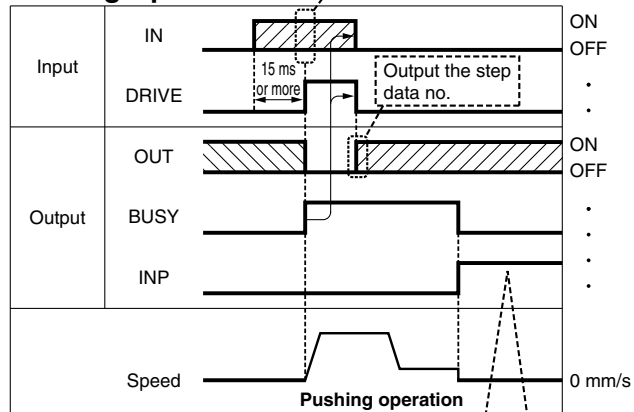 IN
ON
OFF
Input
15 ms
or more
Output the step
data no.
DRIVE
OUT
ON
OFF
Output
BUSY
INP
Speed
0 mm/s
Pushing operation